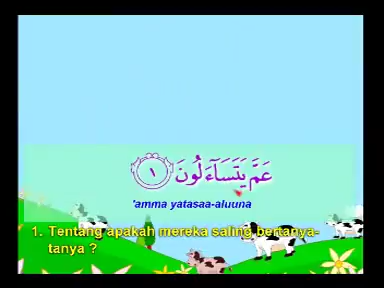 عَمَّ يَتَسَآءَلُونَ ١
'amma yatasaa-aluuna
1. Tentang apakah mereka saling bertanya-
tanya ?